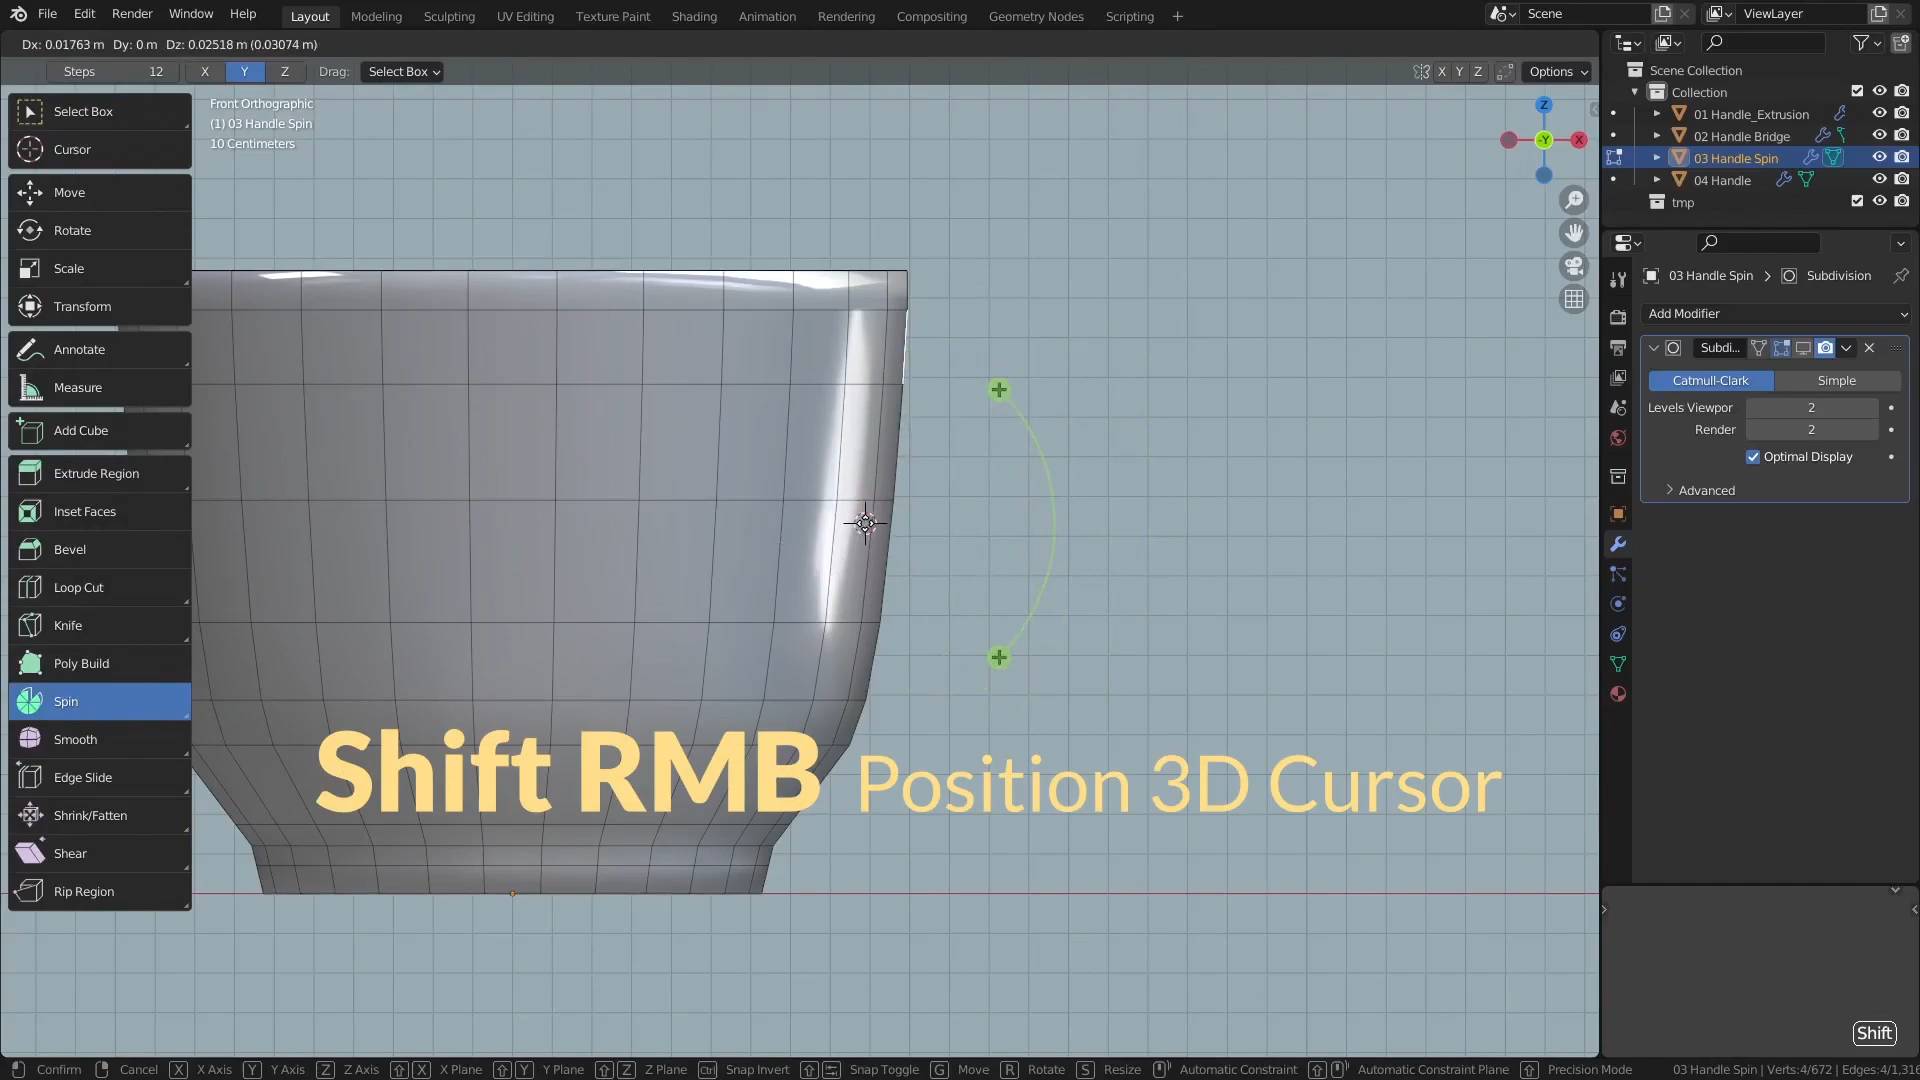 File Edit Render Window Help Layout Modeling Sculpting UV Editing Texture Paint Shading Animation Rendering Compositing Geometry Nodes Scripting + Scene ViewLayer
Dx: 0.01763 m Dy: 0 m Dz: 0.02518 m (0.03074 m)
Steps 12 X Y Z Drag: Select Box X Y Z Options
Front Orthographic
(1) 03 Handle Spin
10 Centimeters
Select Box
Cursor
Move
Rotate
Scale
Transform
Annotate
Measure
Add Cube
Extrude Region
Inset Faces
Bevel
Loop Cut
Knife
Poly Build
Spin
Smooth
Edge Slide
Shrink/Fatten
Shear
Rip Region
Z
-Y X
Shift RMB Position 3D Cursor
Scene Collection
Collection
01 Handle_Extrusion
02 Handle Bridge
03 Handle Spin
04 Handle
tmp
03 Handle Spin > Subdivision
Add Modifier
Subdi...
Catmull-Clark Simple
Levels Viewpor 2
Render 2
Optimal Display
Advanced
Shift
Confirm Cancel X X Axis Y Y Axis Z Z Axis X X Plane Y Y Plane Z Z Plane Ctrl Snap Invert Snap Toggle G Move R Rotate S Resize Automatic Constraint Automatic Constraint Plane Precision Mode 03 Handle Spin | Verts:4/672 | Edges:4/1,316